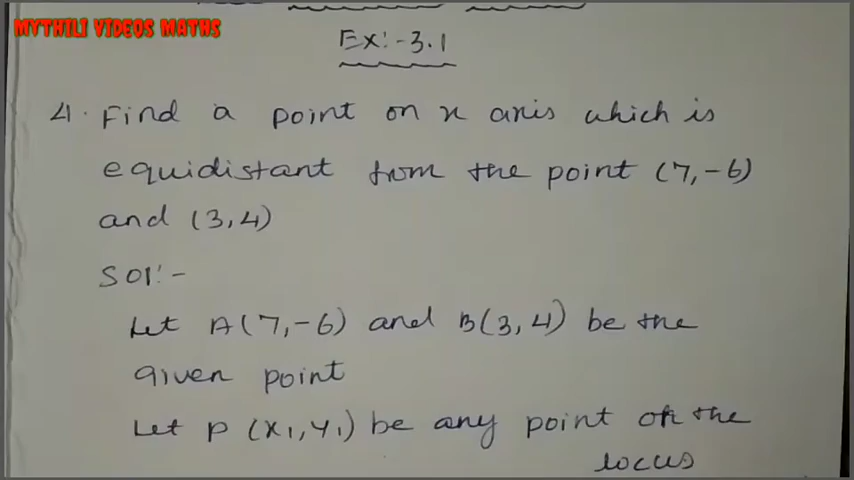 MYTHILI VIDEOS MATHS
Ex:-3.1
4. Find a point on x axis which is
equidistant from the point (7,-6)
and (3,4)
Sol:-
Let A(7,-6) and B(3,4) be the
given point
Let P (x1,y1) be any point on the
locus